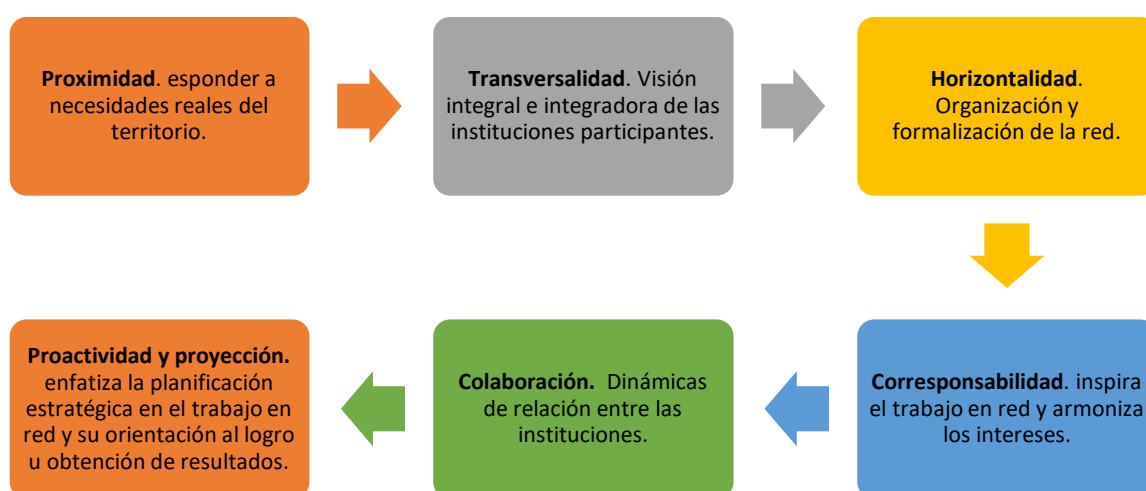 Proximidad. esponder a
necesidades reales del
territorio.
Transversalidad. Visión
integral e integradora de las
instituciones participantes.
Horizontalidad.
Organización y
formalización de la red.
Corresponsabilidad. inspira
el trabajo en red y armoniza
los intereses.
Colaboración. Dinámicas
de relación entre las
instituciones.
Proactividad y proyección.
enfatiza la planificación
estratégica en el trabajo en
red y su orientación al logro
u obtención de resultados.